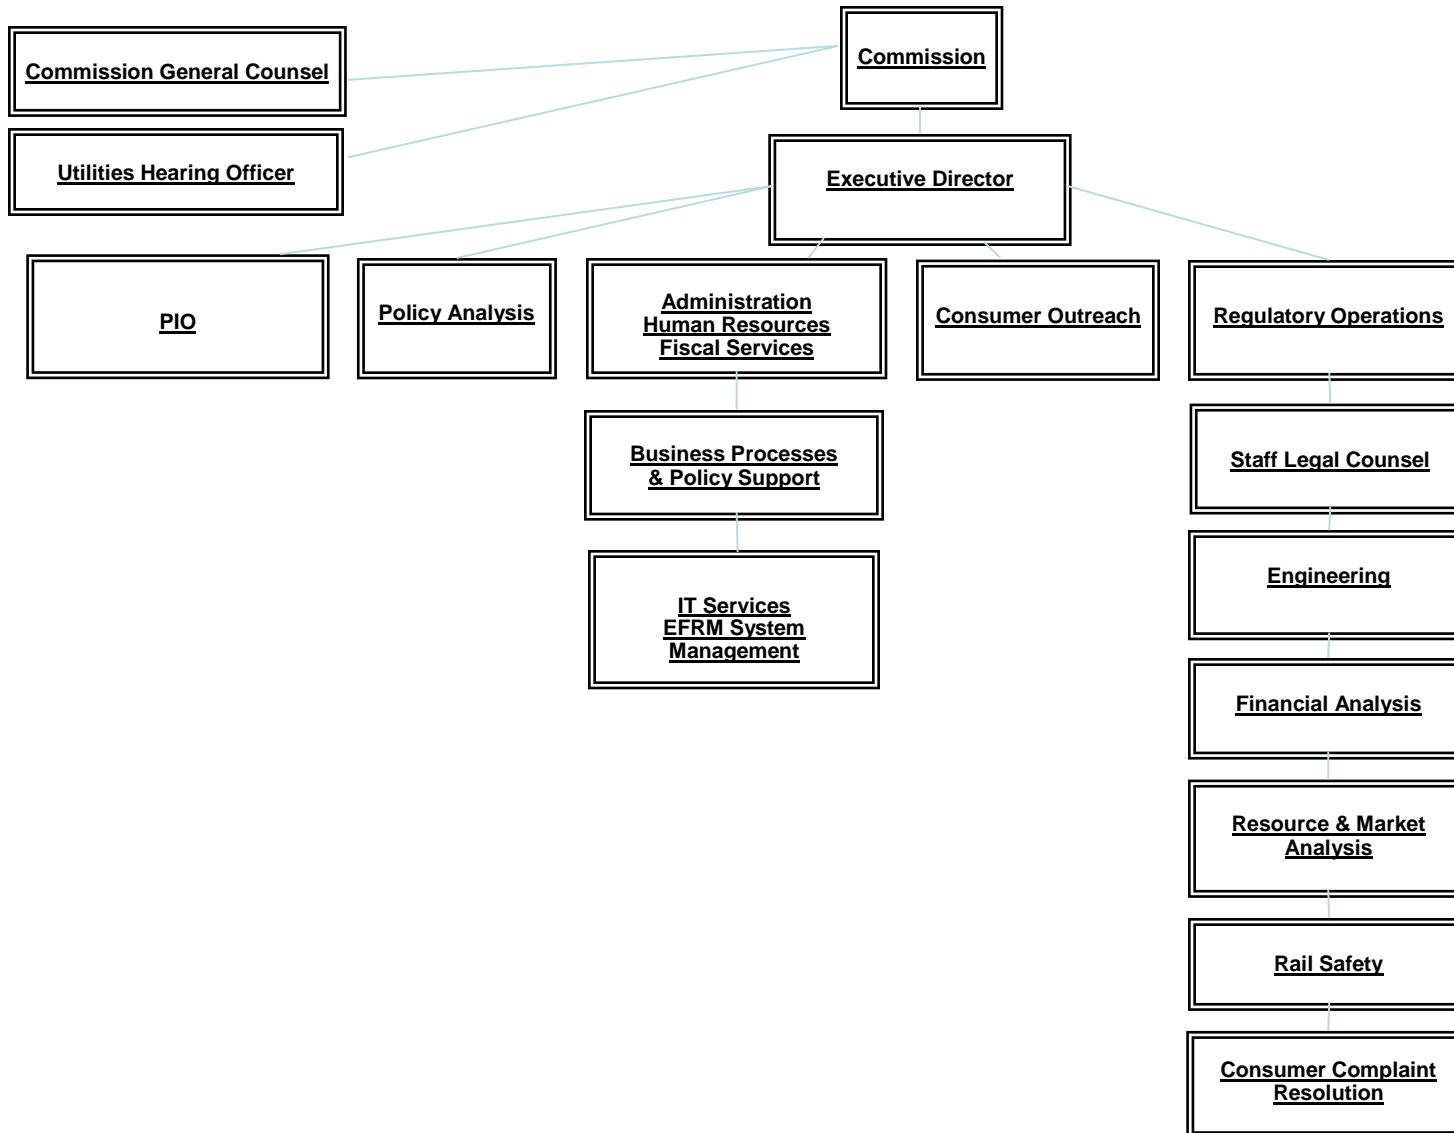 Commission General Counsel
Commission
Utilities Hearing Officer
Executive Director
PIO
Policy Analysis
Administration
Human Resources
Fiscal Services
Consumer Outreach
Regulatory Operations
Business Processes
& Policy Support
Staff Legal Counsel
IT Services
EFRM System
Management
Engineering
Financial Analysis
Resource & Market
Analysis
Rail Safety
Consumer Complaint
Resolution